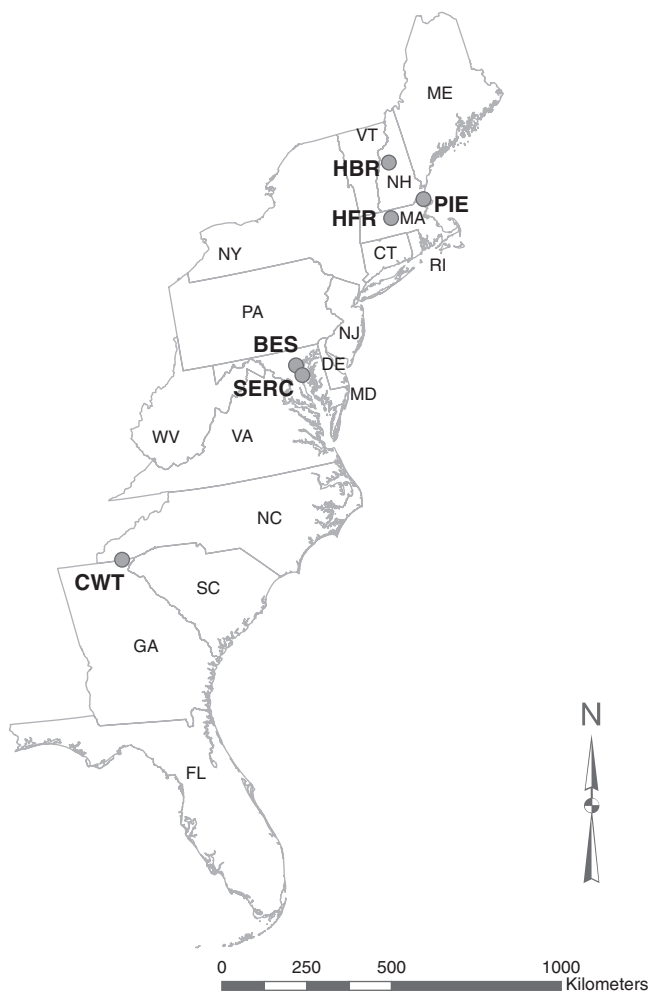 ME
VT
HBR
NH
PIE
HFR
MA
CT
RI
NY
PA
NJ
BES
DE
SERC
MD
WV
VA
NC
CWT
SC
GA
N
FL
0 250 500 1000
Kilometers